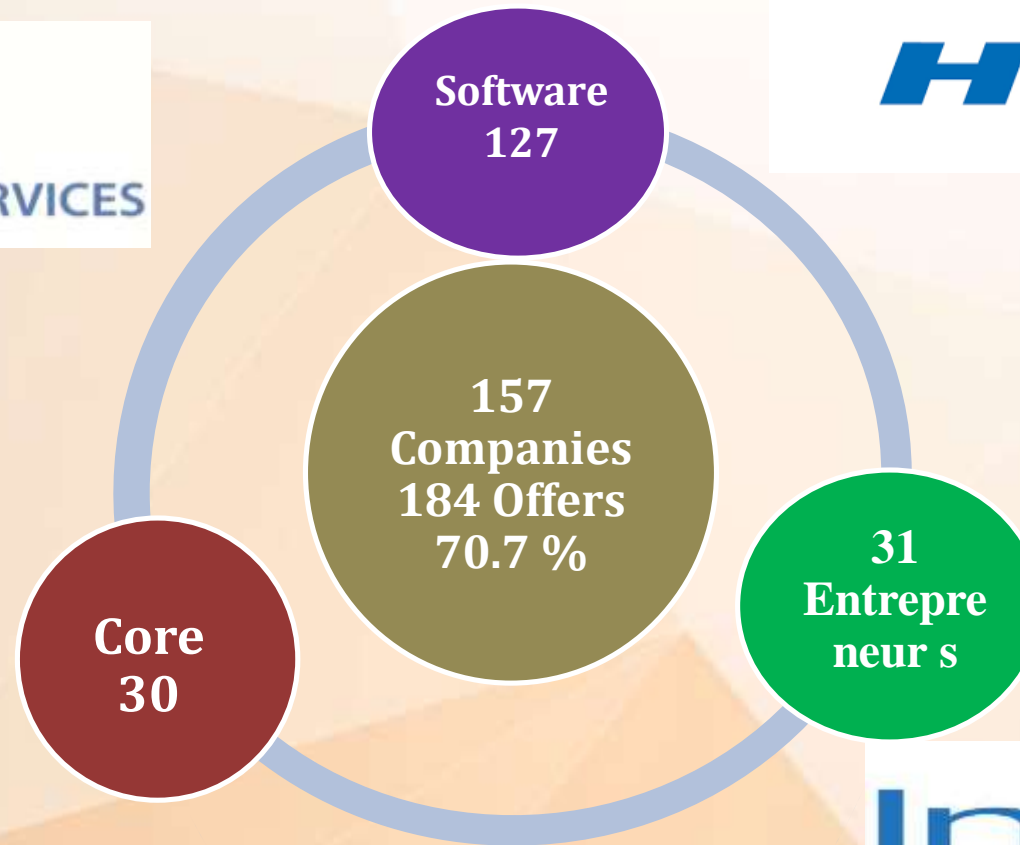 Software
127
RVICES
157
Companies
184 Offers
70.7 %
31
Entrepre
neur s
Core
30